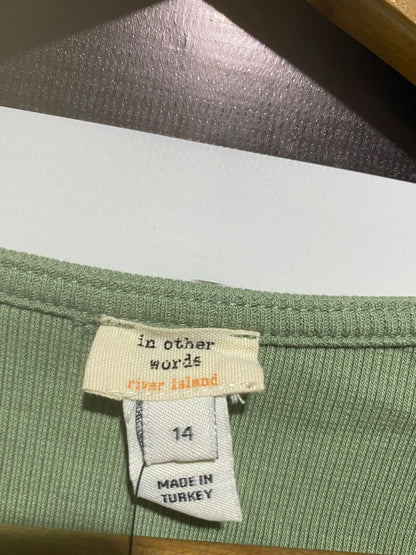 in other
words
river island
14
MADE IN
TURKEY